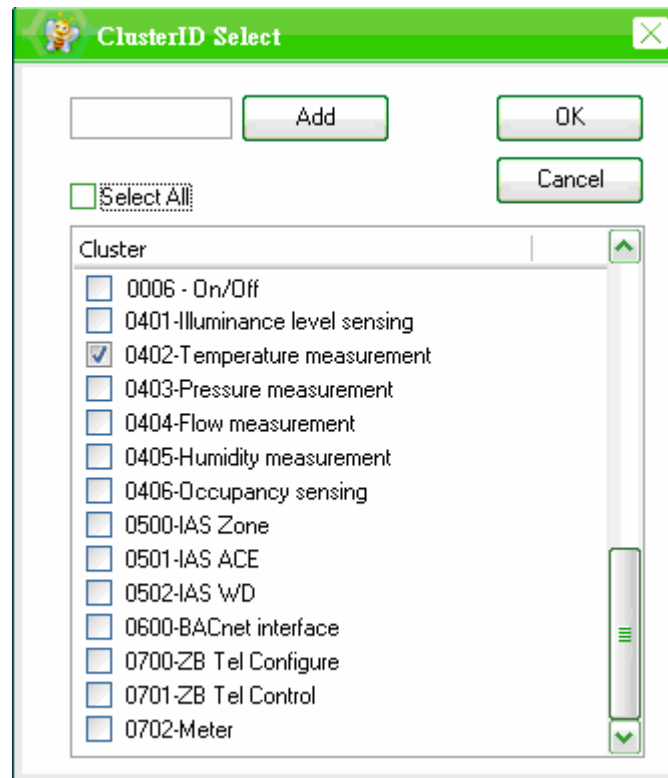 ClusterID Select
Add
OK
Cancel
Select All
Cluster
0006 - On/Off
0401-Illuminance level sensing
0402-Temperature measurement
0403-Pressure measurement
0404-Flow measurement
0405-Humidity measurement
0406-Occupancy sensing
0500-IAS Zone
0501-IAS ACE
0502-IAS WD
0600-BACnet interface
0700-ZB Tel Configure
0701-ZB Tel Control
0702-Meter